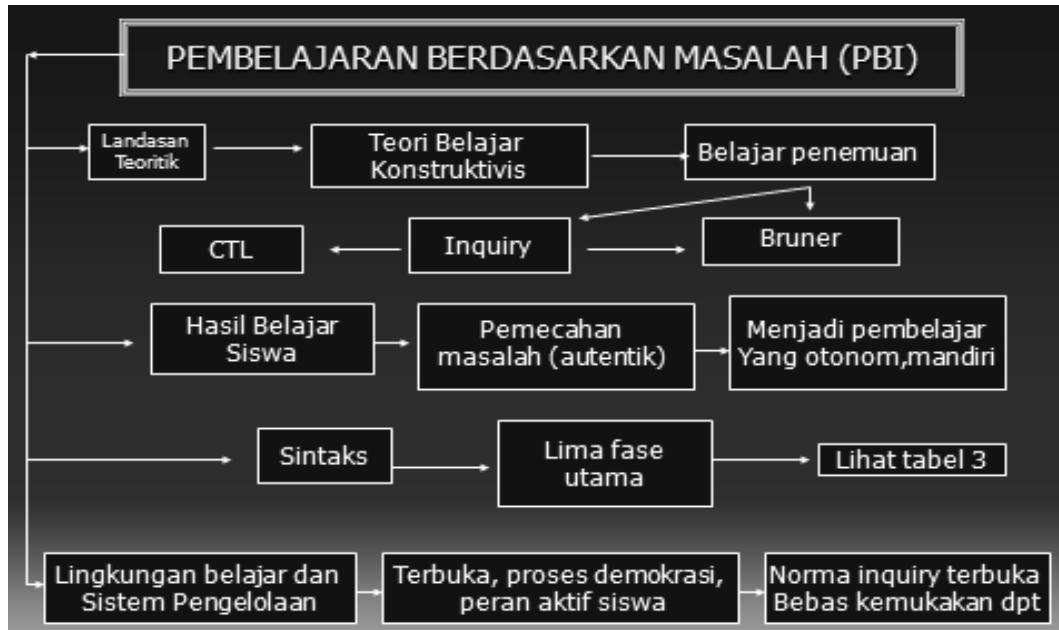 PEMBELAJARAN BERDASARKAN MASALAH (PBI)
Landasan
Teoritik
Teori Belajar
Konstruktivis
Belajar penemuan
CTL
Inquiry
Bruner
Hasil Belajar
Siswa
Pemecahan
masalah (autentik)
Menjadi pembelajar
Yang otonom,mandiri
Sintaks
Lima fase
utama
Lihat tabel 3
Lingkungan belajar dan
Sistem Pengelolaan
Terbuka, proses demokrasi,
peran aktif siswa
Norma inquiry terbuka
Bebas kemukakan dpt